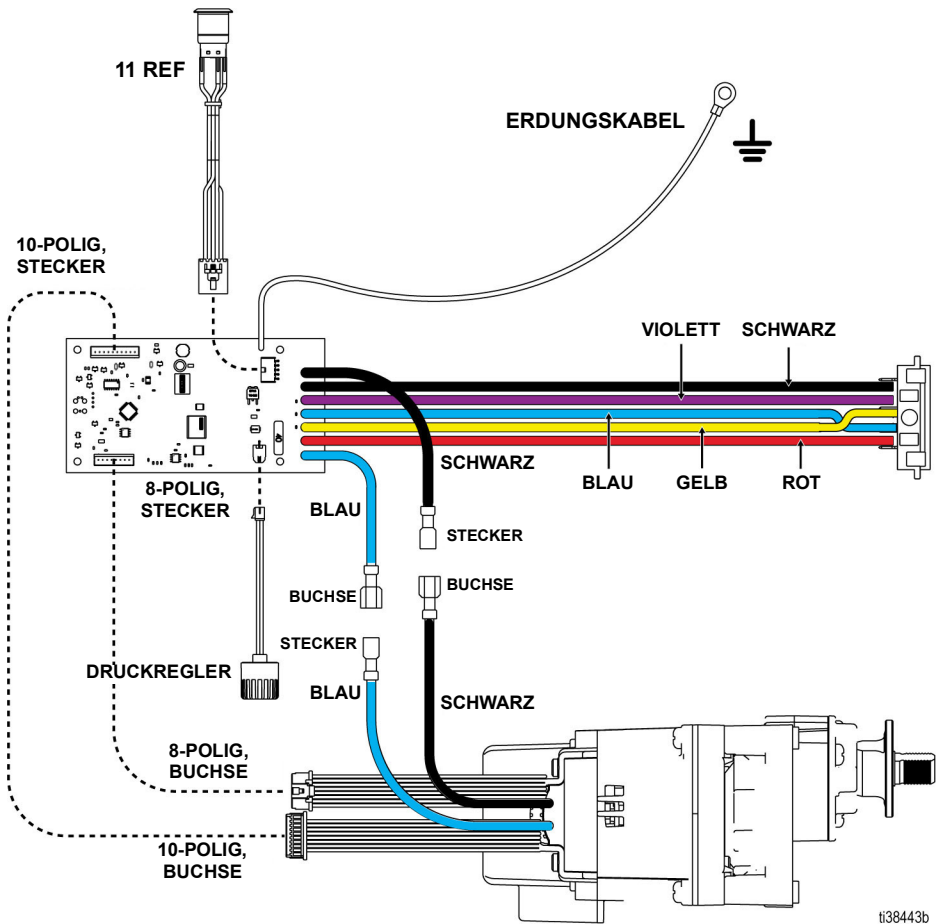 11 REF
ERDUNGSKABEL
10-POLIG,
STECKER
VIOLETT
SCHWARZ
SCHWARZ
BLAU
GELB
ROT
8-POLIG,
STECKER
BLAU
STECKER
BUCHSE
BUCHSE
STECKER
DRUCKREGLER
BLAU
SCHWARZ
8-POLIG,
BUCHSE
10-POLIG,
BUCHSE
ti38443b